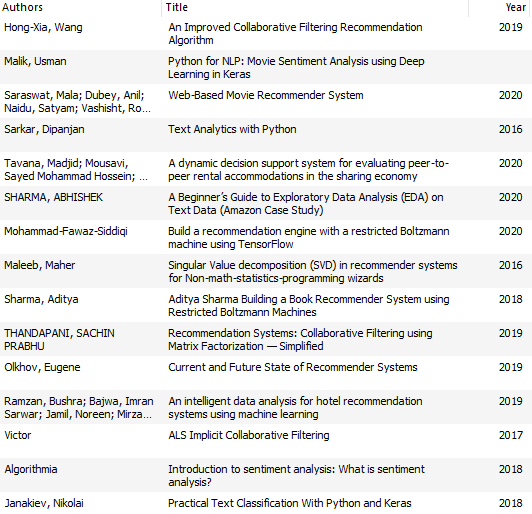 Authors Title Year
Hong-Xia, Wang An Improved Collaborative Filtering Recommendation 2019
Algorithm
Malik, Usman Python for NLP: Movie Sentiment Analysis using Deep
Learning in Keras
Saraswat, Mala; Dubey, Anil; Web-Based Movie Recommender System 2020
Naidu, Satyam; Vashisht, Ro...
Sarkar, Dipanjan Text Analytics with Python 2016
Tavana, Madjid; Mousavi, A dynamic decision support system for evaluating peer-to- 2020
Sayed Mohammad Hossein; ... peer rental accommodations in the sharing economy
SHARMA, ABHISHEK A Beginner’s Guide to Exploratory Data Analysis (EDA) on 2020
Text Data (Amazon Case Study)
Mohammad-Fawaz-Siddiqi Build a recommendation engine with a restricted Boltzmann 2020
machine using TensorFlow
Maleeb, Maher Singular Value decomposition (SVD) in recommender systems 2016
for Non-math-statistics-programming wizards
Sharma, Aditya Aditya Sharma Building a Book Recommender System using 2018
Restricted Boltzmann Machines
THANDAPANI, SACHIN Recommendation Systems: Collaborative Filtering using 2019
PRABHU Matrix Factorization — Simplified
Olkhov, Eugene Current and Future State of Recommender Systems 2019
Ramzan, Bushra; Bajwa, Imran An intelligent data analysis for hotel recommendation 2019
Sarwar; Jamil, Noreen; Mirza... systems using machine learning
Victor ALS Implicit Collaborative Filtering 2017
Algorithmia Introduction to sentiment analysis: What is sentiment 2018
analysis?
Janakiev, Nikolai Practical Text Classification With Python and Keras 2018